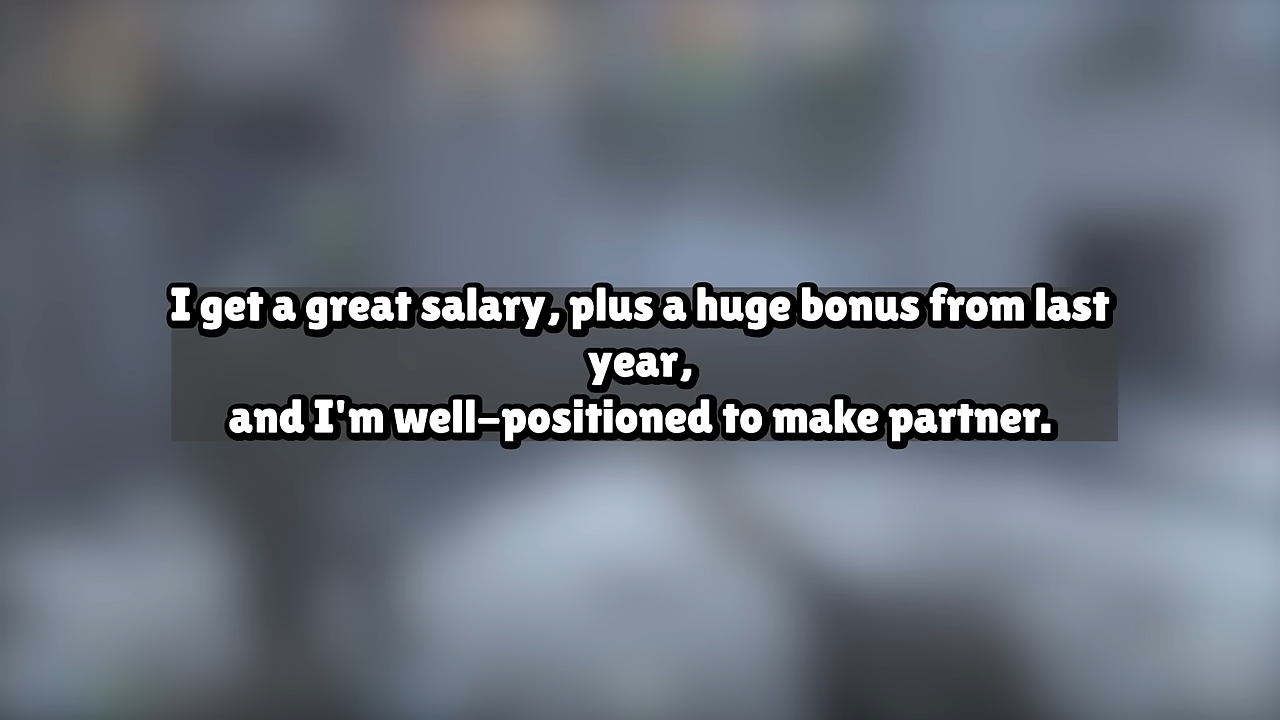 I get a great salary, plus a huge bonus from last
year,
and I'm well-positioned to make partner.